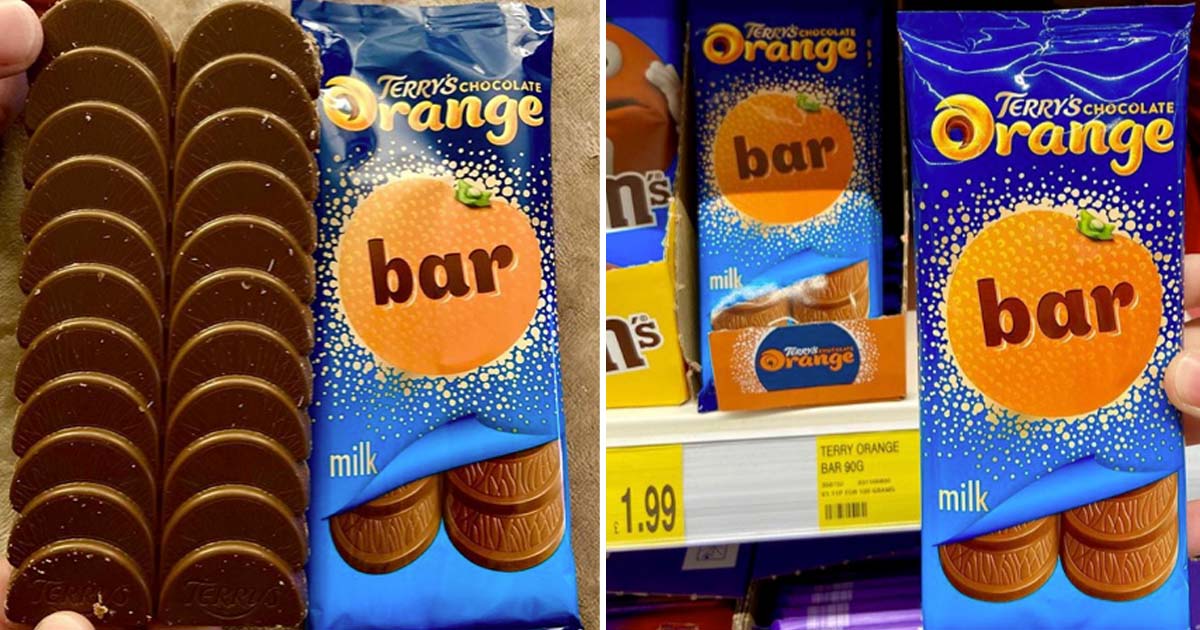 TERRY'S CHOCOLATE
Orange
bar
milk
TERRY'S
TERRY'S
TERRY'S CHOCOLATE
Orange
bar
milk
TERRY'S CHOCOLATE
Orange
m's
m's
£1.99
TERRY ORANGE
BAR 90G
TERRY'S CHOCOLATE
Orange
bar
milk